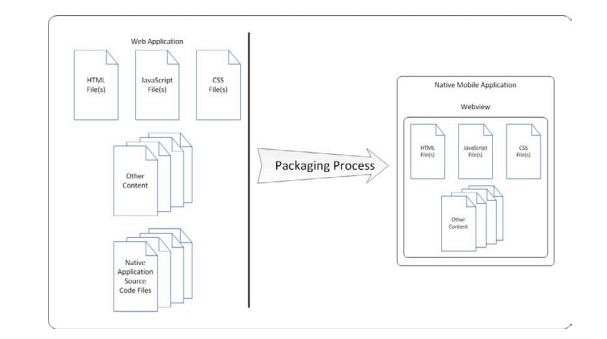 Web Application
HTML
File(s)
JavaScript
File(s)
CSS
File(s)
Other
Content
Native
Application
Source
Code Files
Packaging Process
Native Mobile Application
Webview
HTML
File(s)
JavaScript
File(s)
CSS
File(s)
Other
Content